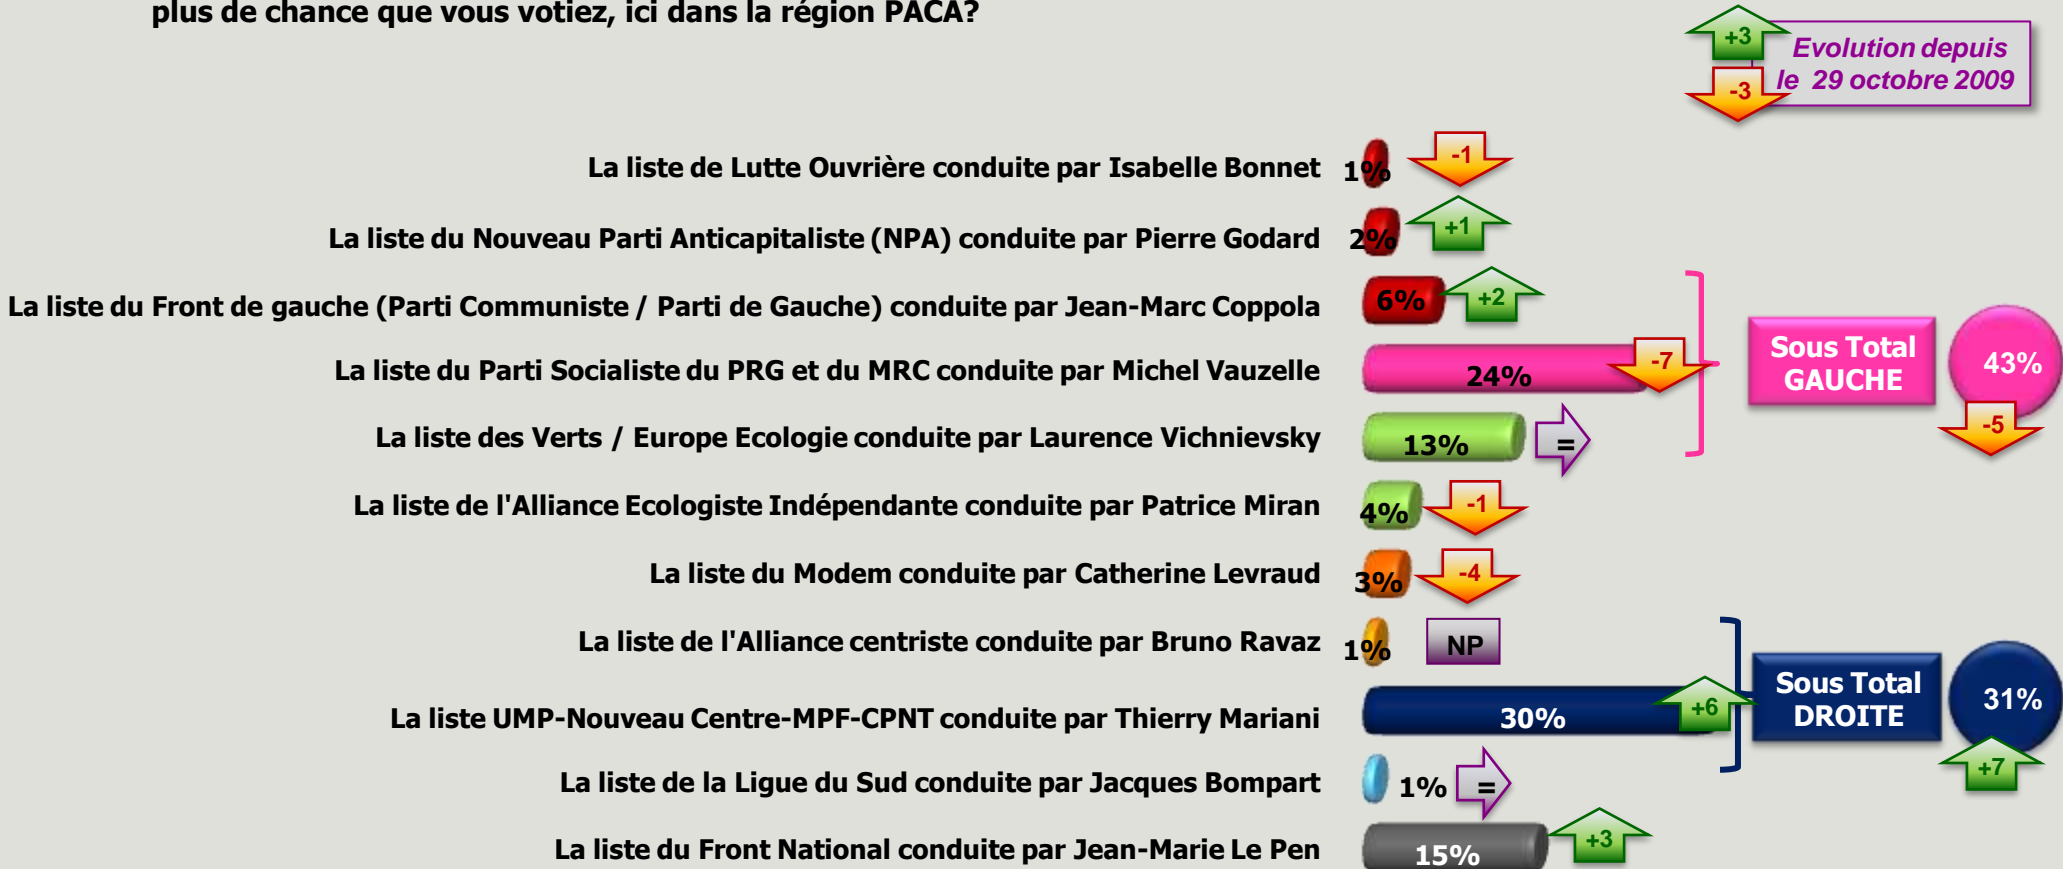 plus de chance que vous votiez, ici dans la région PACA?
+3
Evolution depuis
le 29 octobre 2009
-3
La liste de Lutte Ouvrière conduite par Isabelle Bonnet 1% -1
La liste du Nouveau Parti Anticapitaliste (NPA) conduite par Pierre Godard 2% +1
La liste du Front de gauche (Parti Communiste / Parti de Gauche) conduite par Jean-Marc Coppola 6% +2
La liste du Parti Socialiste du PRG et du MRC conduite par Michel Vauzelle 24% -7
Sous Total
GAUCHE
43%
-5
La liste des Verts / Europe Ecologie conduite par Laurence Vichnievsky 13% =
La liste de l'Alliance Ecologiste Indépendante conduite par Patrice Miran 4% -1
La liste du Modem conduite par Catherine Levraud 3% -4
La liste de l'Alliance centriste conduite par Bruno Ravaz 1% NP
La liste UMP-Nouveau Centre-MPF-CPNT conduite par Thierry Mariani 30% +6
Sous Total
DROITE
31%
+7
La liste de la Ligue du Sud conduite par Jacques Bompart 1% =
La liste du Front National conduite par Jean-Marie Le Pen 15% +3